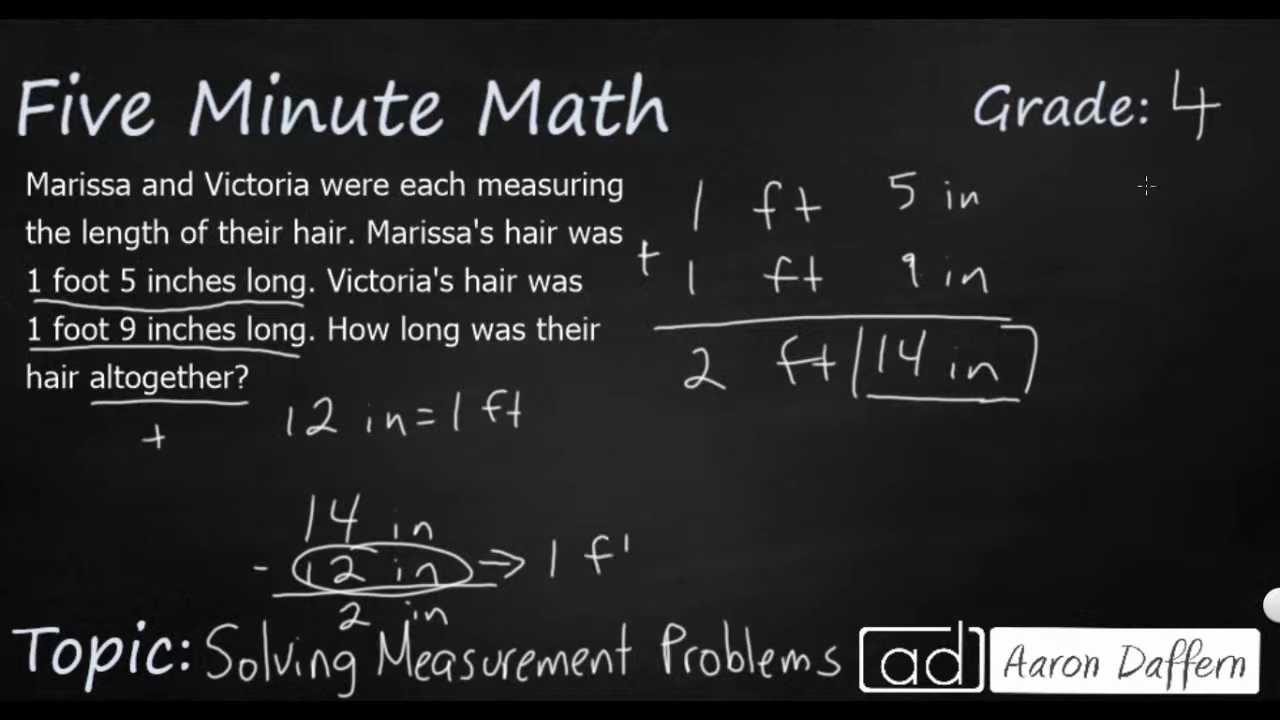 Five Minute Math
Grade: 4
Marissa and Victoria were each measuring
the length of their hair. Marissa's hair was
1 foot 5 inches long. Victoria's hair was
1 foot 9 inches long. How long was their
hair altogether?
+
12 in = 1 ft
1 ft 5 in
+ 1 ft 9 in
2 ft 14 in
14 in
- 12 in ⇒ 1 f'
2 in
Topic: Solving Measurement Problems
ad Aaron Daffern